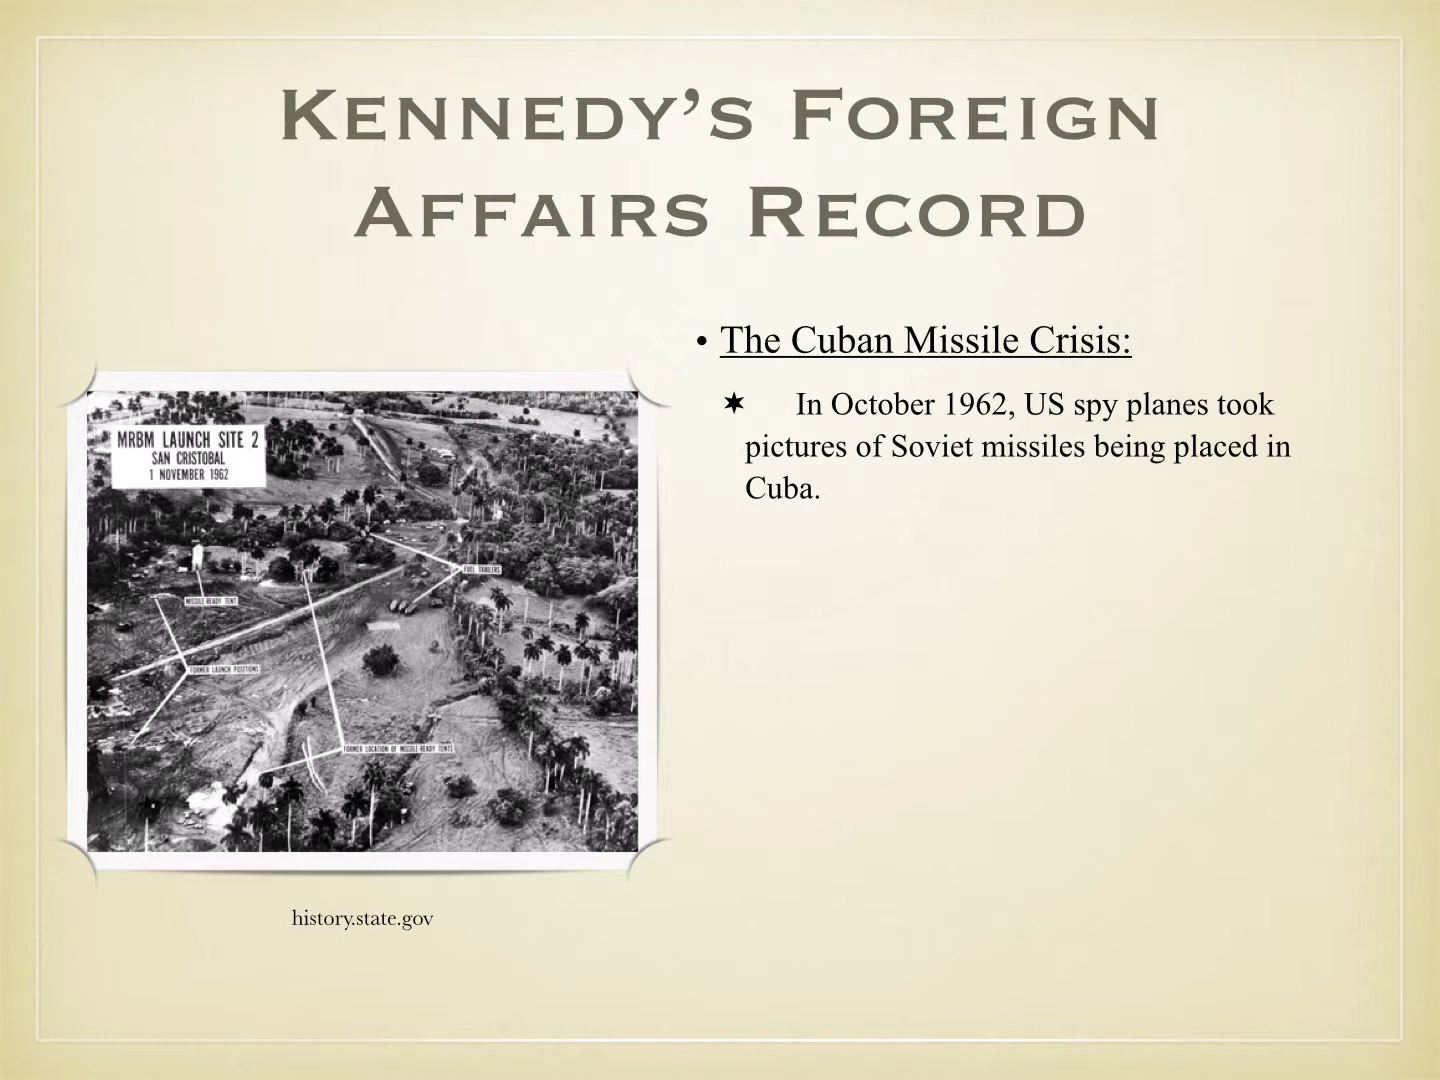 Kennedy's Foreign
Affairs Record
• The Cuban Missile Crisis:
✶ In October 1962, US spy planes took
pictures of Soviet missiles being placed in
Cuba.
MRBM LAUNCH SITE 2
SAN CRISTOBAL
1 NOVEMBER 1962
FUEL TRAILERS
MISSILE-READY TENT
FORMER LAUNCH POSITIONS
FORMER LOCATION OF MISSILE-READY TENTS
history.state.gov